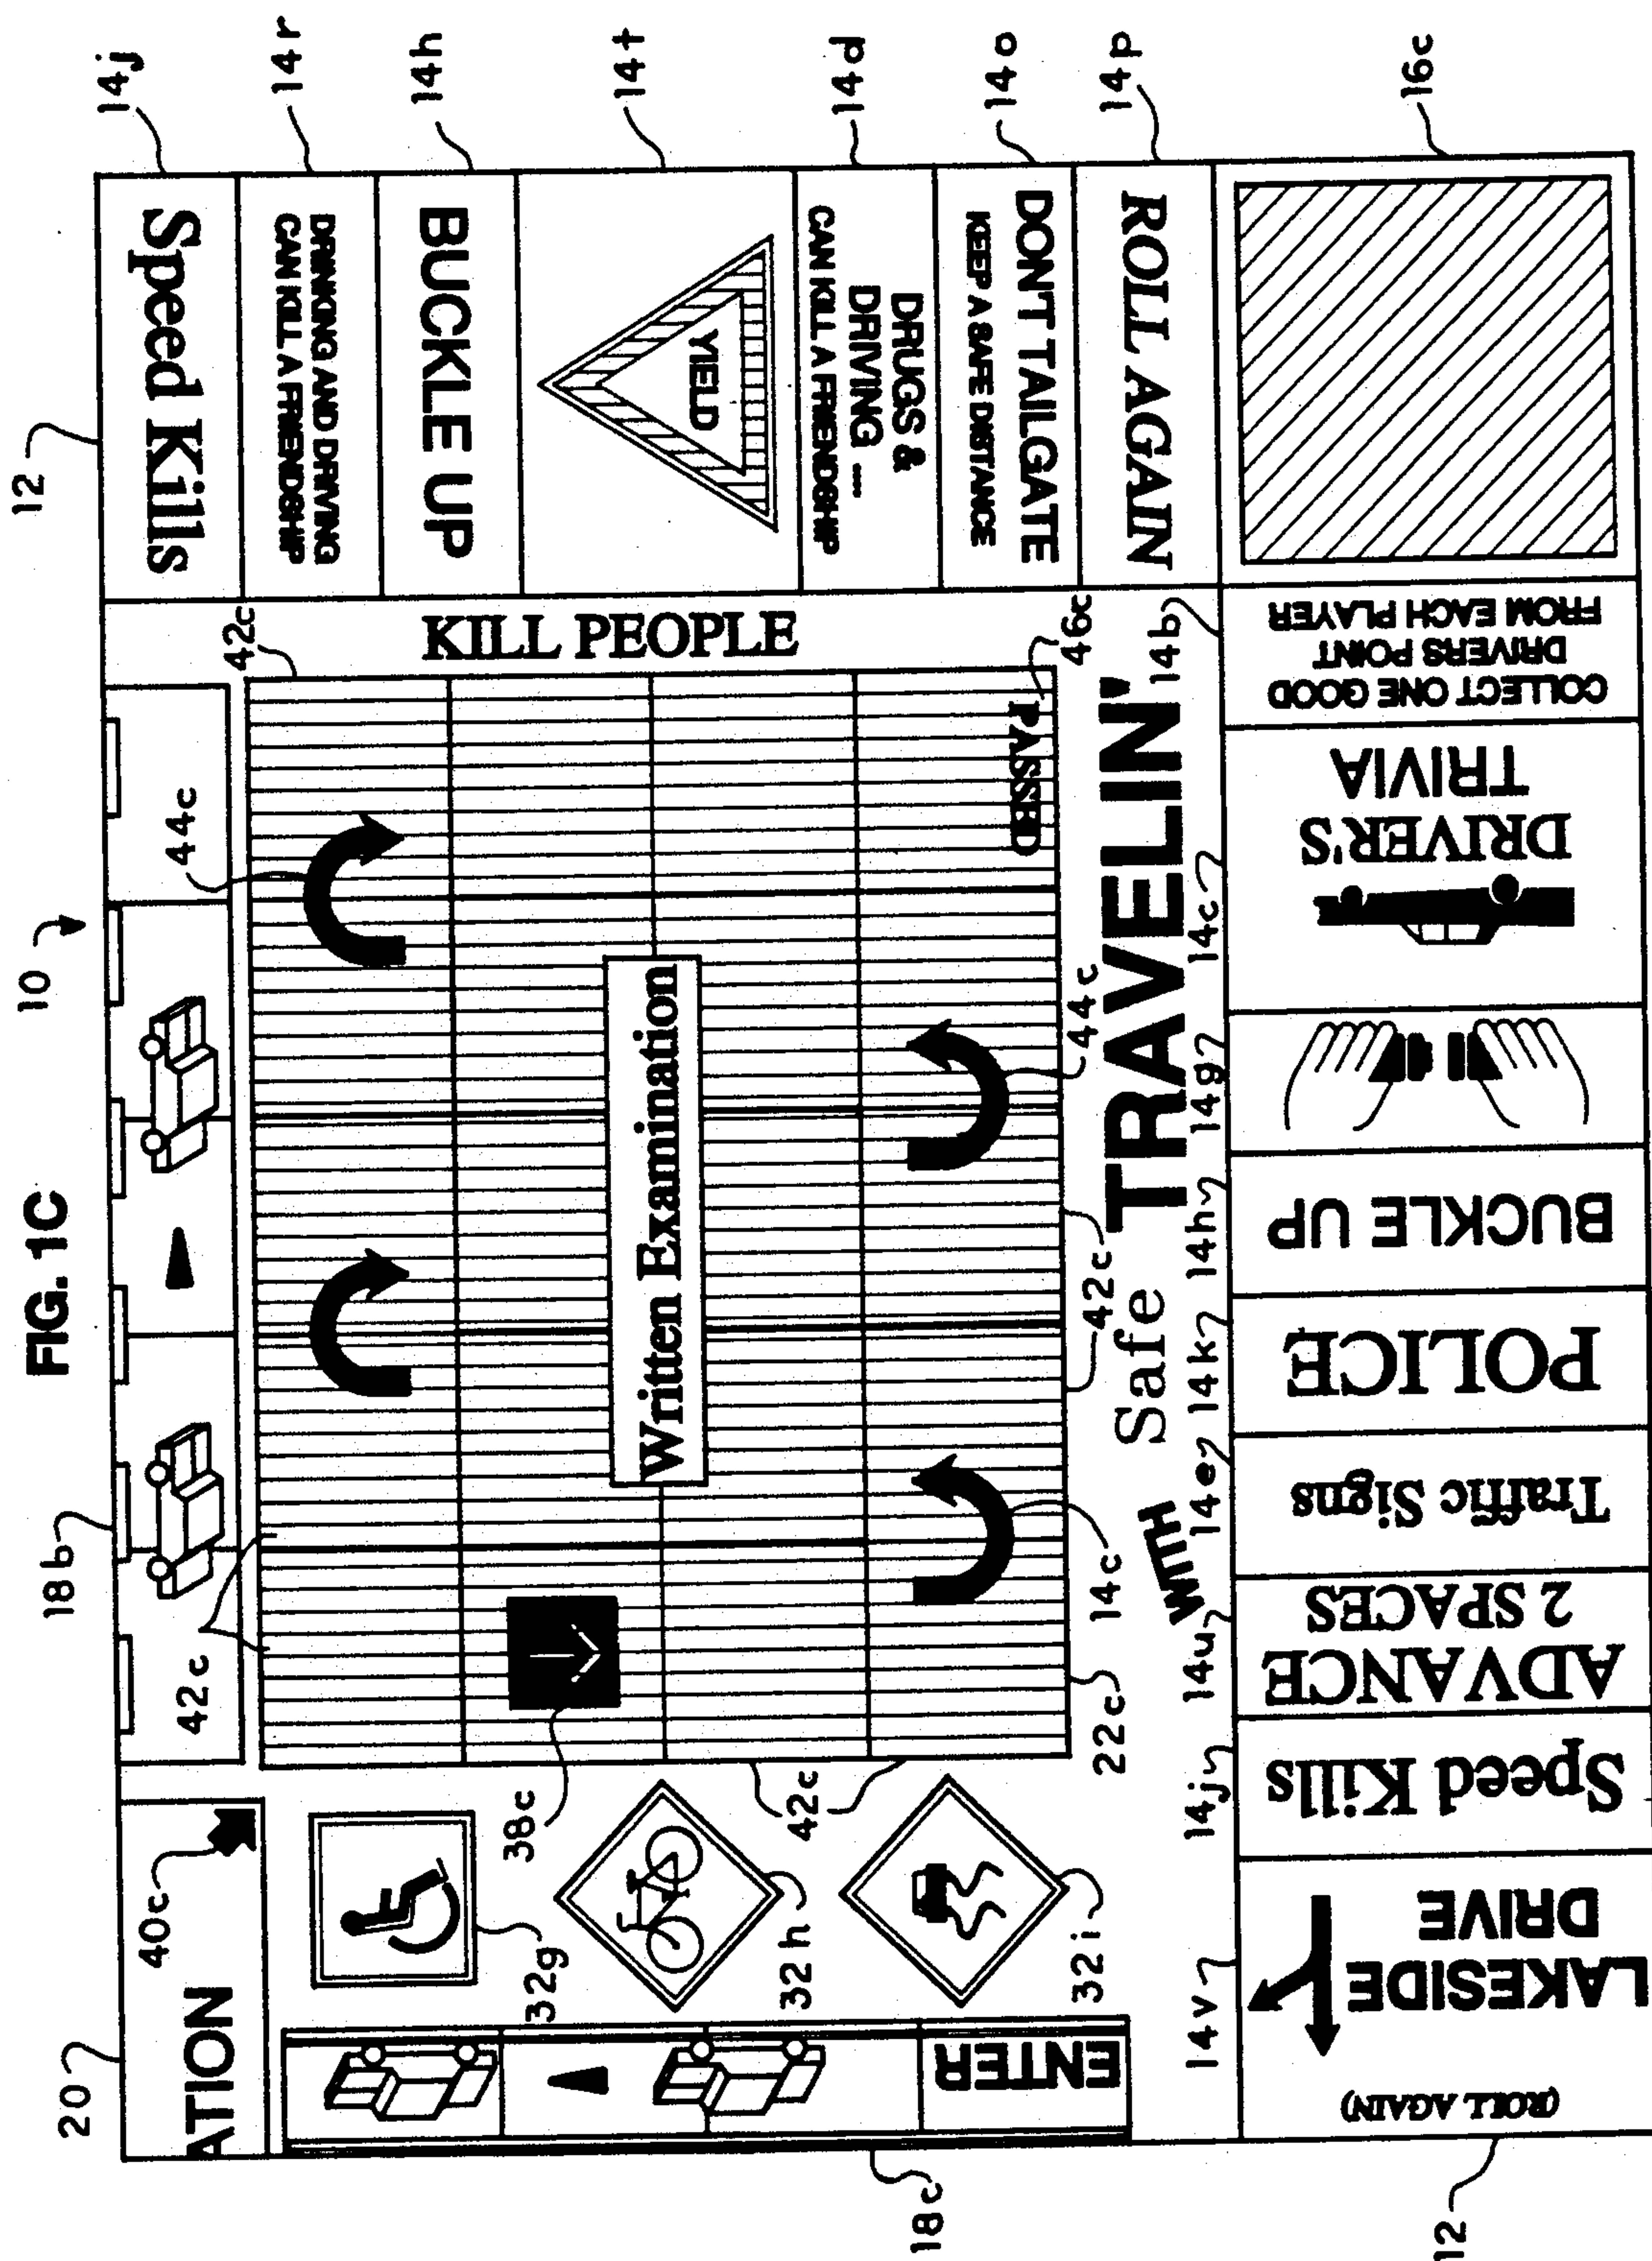 FIG. 1C
10
12
14j
14r
14h
14t
14d
14o
14p
16c
Speed Kills
DRINKING AND DRIVING
CAN KILL A FRIENDSHIP
BUCKLE UP
YIELD
DRUGS &
DRIVING ....
CAN KILL A FRIENDSHIP
DON'T TAILGATE
KEEP A SAFE DISTANCE
ROLL AGAIN
COLLECT ONE GOOD
DRIVERS POINT
FROM EACH PLAYER
14b
DRIVER'S
TRIVIA
14c
14g
BUCKLE UP
14h
POLICE
14k
Traffic Signs
14e
ADVANCE
2 SPACES
14u
Speed Kills
14j
LAKESIDE
DRIVE
(ROLL AGAIN)
14v
12
18b
42c
44c
42c
KILL PEOPLE
PASSED
46c
Written Examination
38c
44c
42c
14c
22c
42c
WITH Safe TRAVELIN'
20
ATION
40c
32g
32h
32i
ENTER
18c